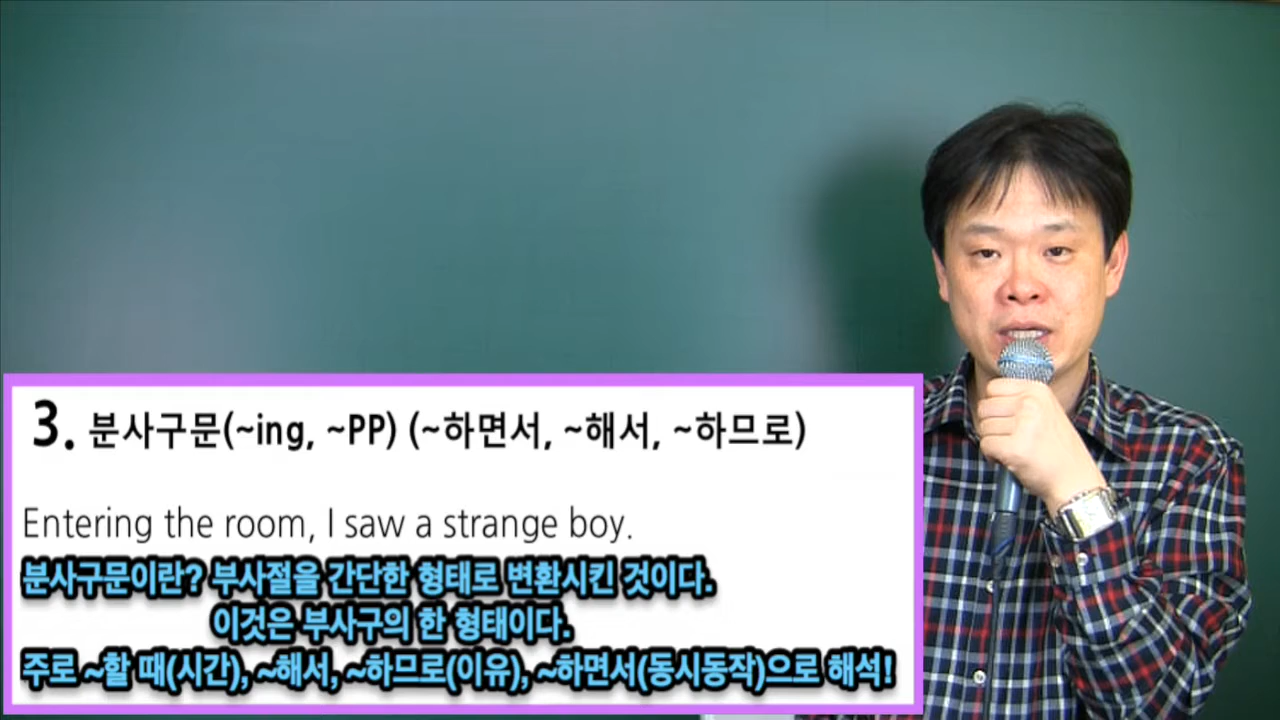 3. 분사구문(~ing, ~PP) (~하면서, ~해서, ~하므로)
Entering the room, I saw a strange boy.
분사구문이란? 부사절을 간단한 형태로 변환시킨 것이다.
이것은 부사구의 한 형태이다.
주로 ~할 때(시간), ~해서, ~하므로(이유), ~하면서(동시동작)으로 해석!